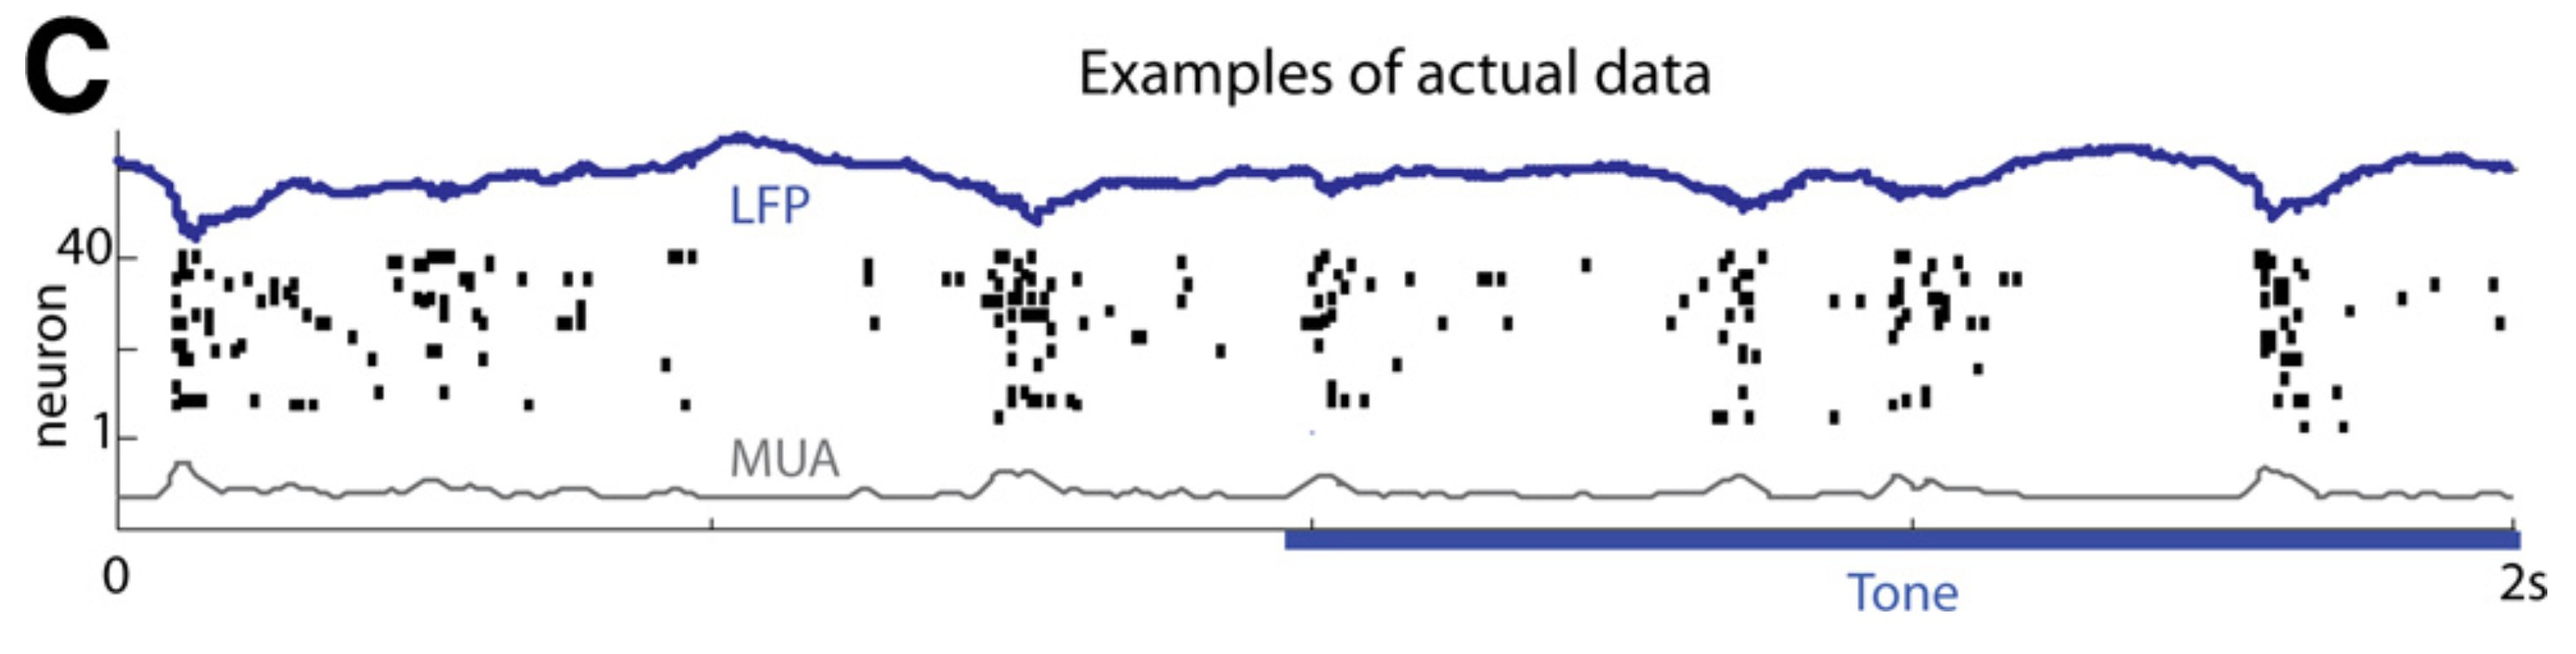 C
Examples of actual data
LFP
40
neuron
1
MUA
0
2s
Tone